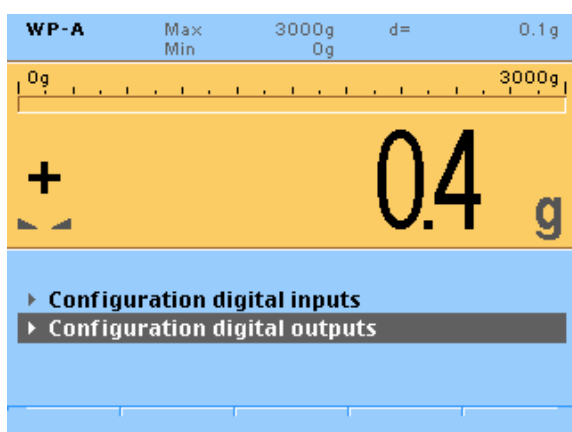 WP-A Max 3000g d= 0.1g
Min 0g
0g 3000g
+ 0.4 g
Configuration digital inputs
Configuration digital outputs